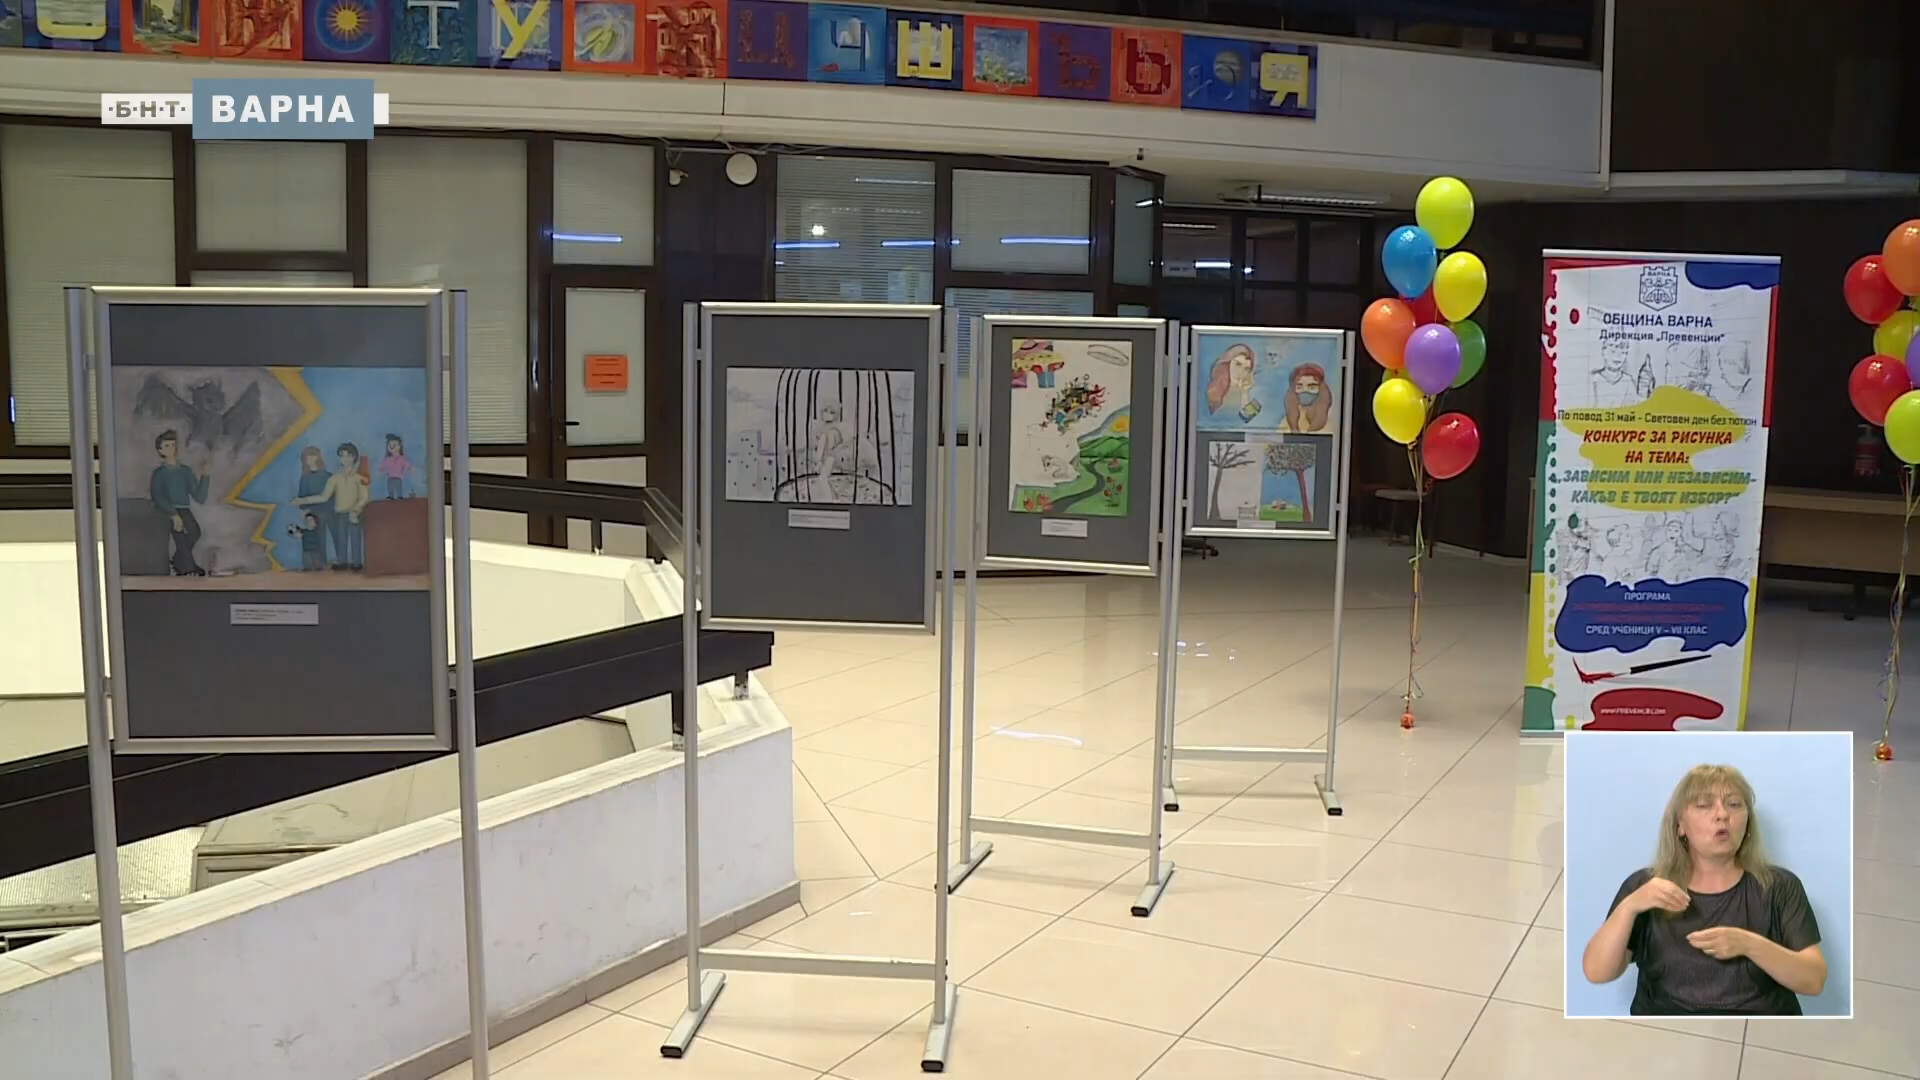 Т У Ц Ч Ш Ъ Ь Ю Я
·Б·Н·Т· ВАРНА
ВАРНА
ОБЩИНА ВАРНА
Дирекция „Превенции"
По повод 31 май - Световен ден без тютюн
КОНКУРС ЗА РИСУНКА
НА ТЕМА:
„ЗАВИСИМ ИЛИ НЕЗАВИСИМ-
КАКЪВ Е ТВОЯТ ИЗБОР?"
ПРОГРАМА
СРЕД УЧЕНИЦИ V – VII КЛАС